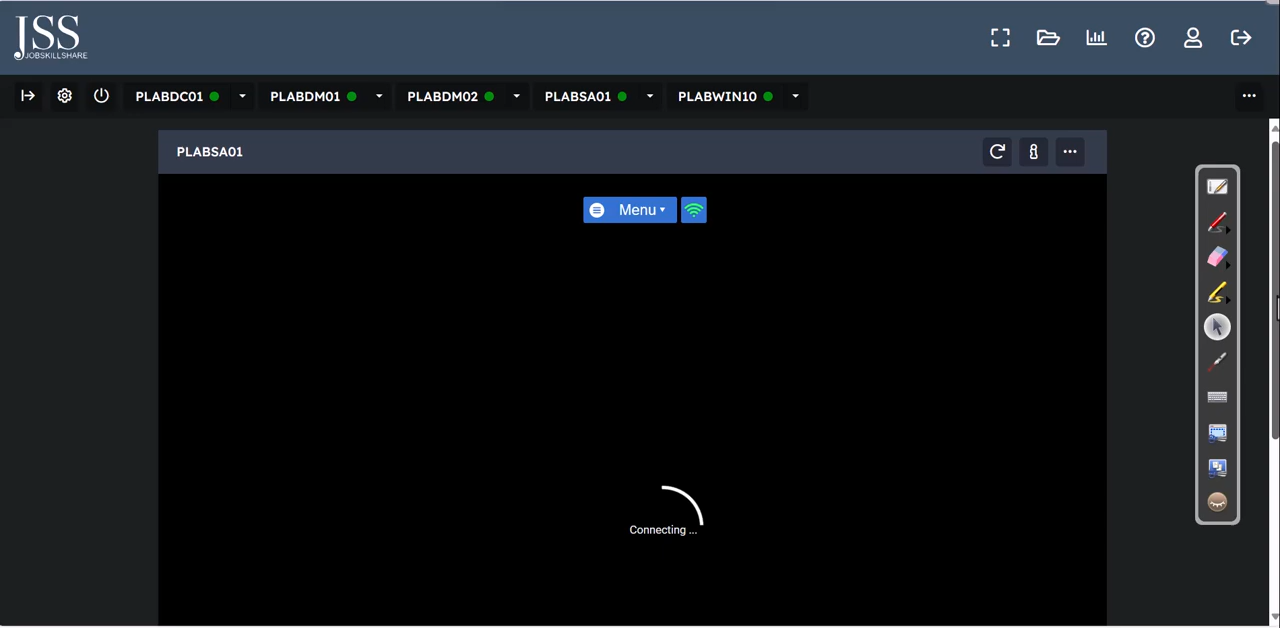 JSS
JOBSKILLSHARE
PLABDC01 PLABDM01 PLABDM02 PLABSA01 PLABWIN10
PLABSA01
Menu
Connecting ...